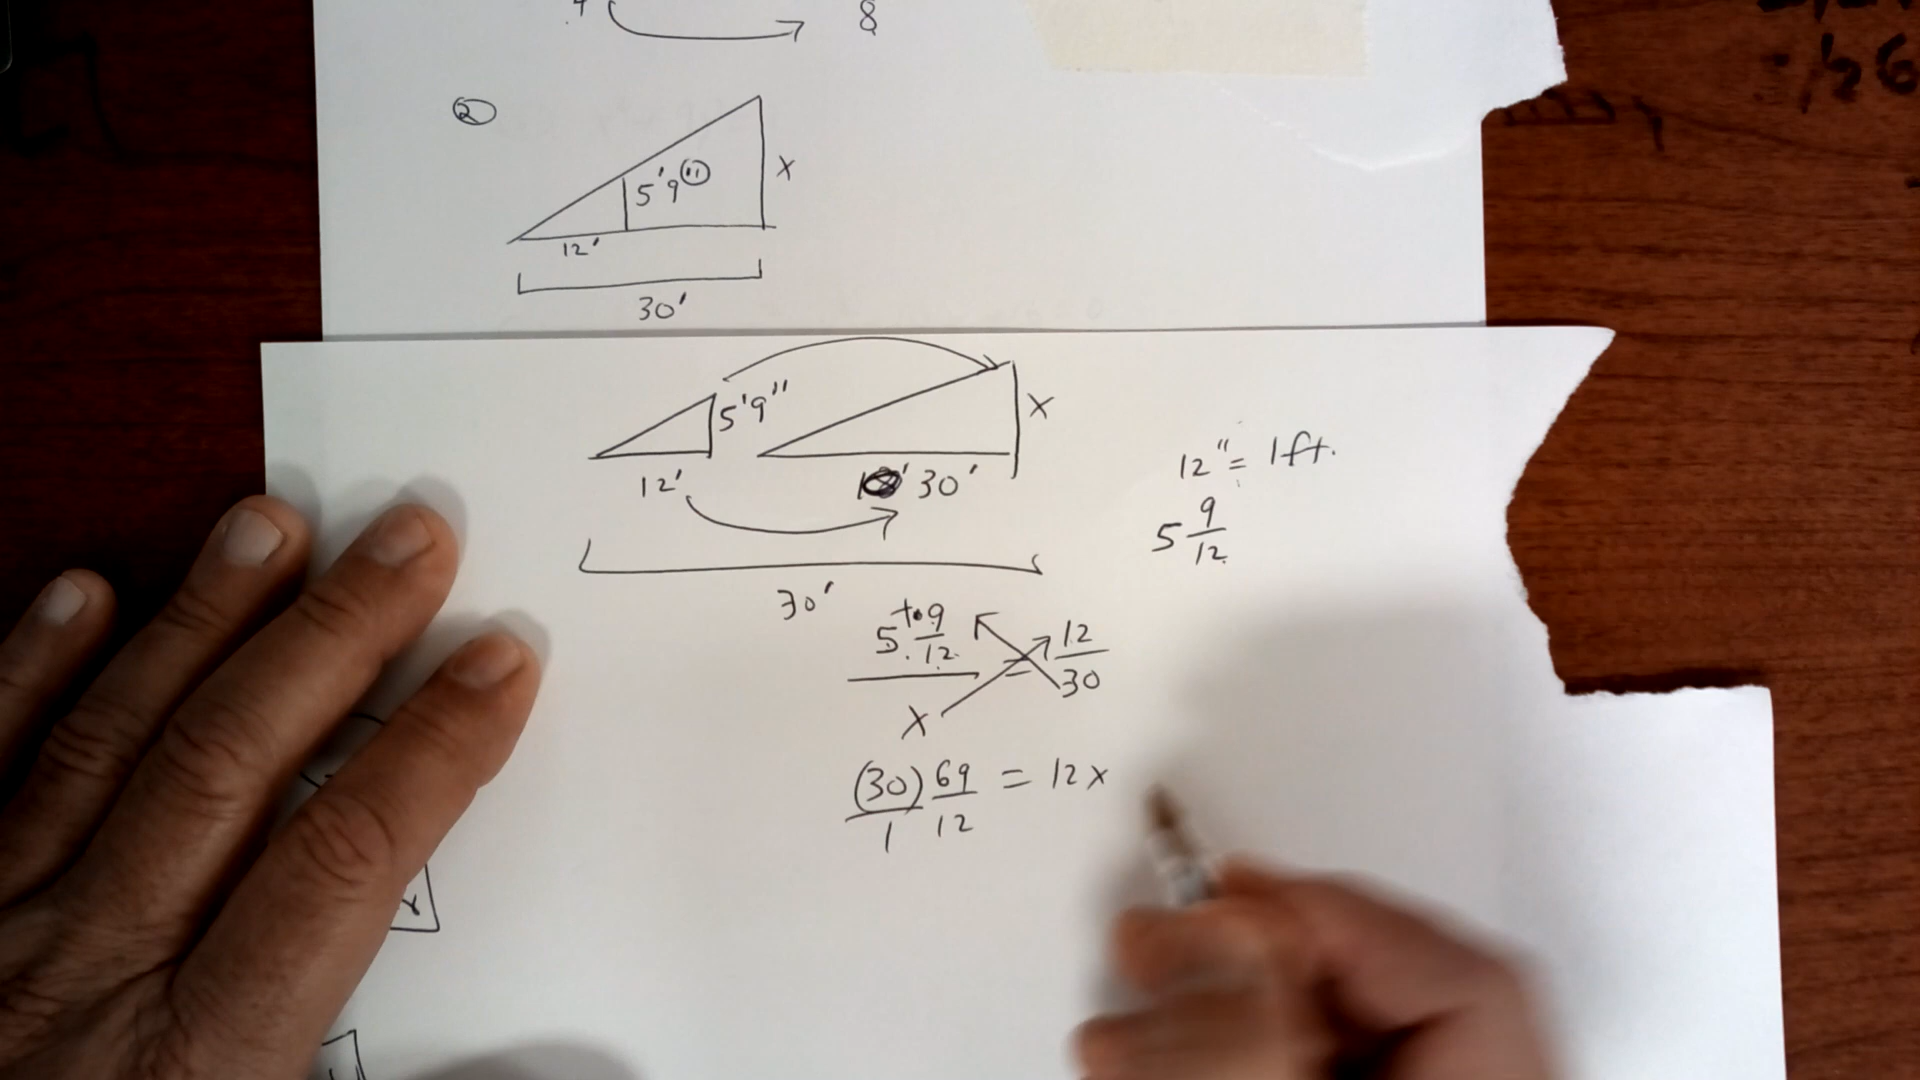 8
②
5'9"
x
12'
30'
5'9"
x
12'
30'
12" = 1ft.
5 9/12
30'
5 9/12 / x = 12/30
(30)/1 69/12 = 12x